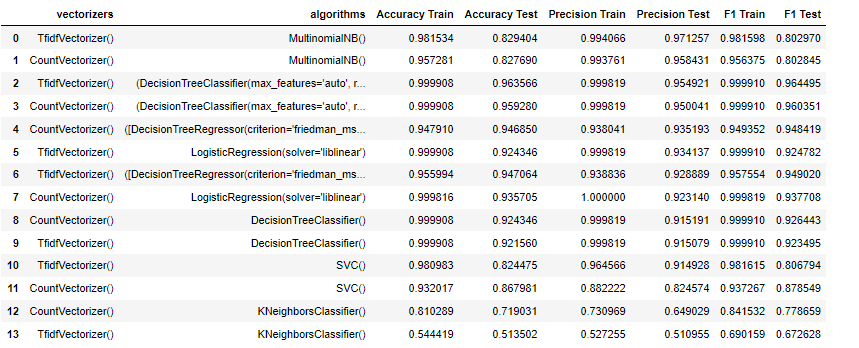 vectorizers algorithms Accuracy Train Accuracy Test Precision Train Precision Test F1 Train F1 Test
0 TfidfVectorizer() MultinomialNB() 0.981534 0.829404 0.994066 0.971257 0.981598 0.802970
1 CountVectorizer() MultinomialNB() 0.957281 0.827690 0.993761 0.958431 0.956375 0.802845
2 TfidfVectorizer() (DecisionTreeClassifier(max_features='auto', r... 0.999908 0.963566 0.999819 0.954921 0.999910 0.964495
3 CountVectorizer() (DecisionTreeClassifier(max_features='auto', r... 0.999908 0.959280 0.999819 0.950041 0.999910 0.960351
4 CountVectorizer() ([DecisionTreeRegressor(criterion='friedman_ms... 0.947910 0.946850 0.938041 0.935193 0.949352 0.948419
5 TfidfVectorizer() LogisticRegression(solver='liblinear') 0.999908 0.924346 0.999819 0.934137 0.999910 0.924782
6 TfidfVectorizer() ([DecisionTreeRegressor(criterion='friedman_ms... 0.955994 0.947064 0.938836 0.928889 0.957554 0.949020
7 CountVectorizer() LogisticRegression(solver='liblinear') 0.999816 0.935705 1.000000 0.923140 0.999819 0.937708
8 CountVectorizer() DecisionTreeClassifier() 0.999908 0.924346 0.999819 0.915191 0.999910 0.926443
9 TfidfVectorizer() DecisionTreeClassifier() 0.999908 0.921560 0.999819 0.915079 0.999910 0.923495
10 TfidfVectorizer() SVC() 0.980983 0.824475 0.964566 0.914928 0.981615 0.806794
11 CountVectorizer() SVC() 0.932017 0.867981 0.882222 0.824574 0.937267 0.878549
12 CountVectorizer() KNeighborsClassifier() 0.810289 0.719031 0.730969 0.649029 0.841532 0.778659
13 TfidfVectorizer() KNeighborsClassifier() 0.544419 0.513502 0.527255 0.510955 0.690159 0.672628